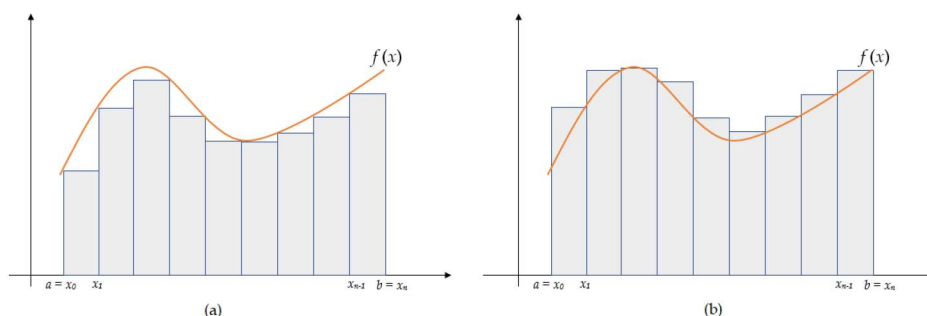 f (x)
f (x)
a = x₀ x₁ xₙ₋₁ b = xₙ
a = x₀ x₁ xₙ₋₁ b = xₙ
(a)
(b)